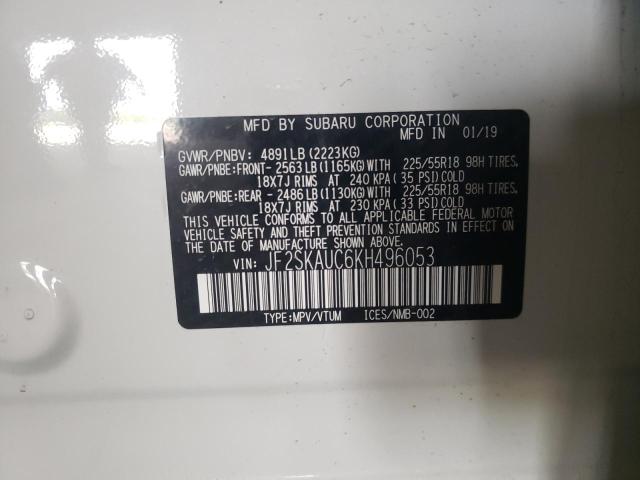 MFD BY SUBARU CORPORATION
MFD IN 01/19
GVWR/PNBV: 4891LB (2223KG)
GAWR/PNBE:FRONT- 2563LB (1165KG) WITH 225/55R18 98H TIRES.
18X7J RIMS AT 240 KPA (35 PSI) COLD
GAWR/PNBE:REAR - 2486LB (1130KG) WITH 225/55R18 98H TIRES.
18X7J RIMS AT 230 KPA (33 PSI) COLD
THIS VEHICLE CONFORMS TO ALL APPLICABLE FEDERAL MOTOR
VEHICLE SAFETY AND THEFT PREVENTION STANDARDS IN
EFFECT ON THE DATE OF MANUFACTURE SHOWN
ABOVE.
VIN: JF2SKAUC6KH496053
TYPE:MPV/VTUM ICES/NMB-002